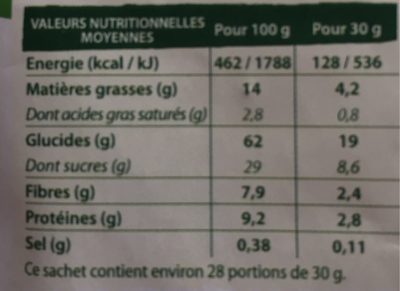 VALEURS NUTRITIONNELLES MOYENNES Pour 100 g Pour 30 g
Energie (kcal / kJ) 462 / 1788 128 / 536
Matières grasses (g) 14 4,2
Dont acides gras saturés (g) 2,8 0,8
Glucides (g) 62 19
Dont sucres (g) 29 8,6
Fibres (g) 7,9 2,4
Protéines (g) 9,2 2,8
Sel (g) 0,38 0,11
Ce sachet contient environ 28 portions de 30 g.